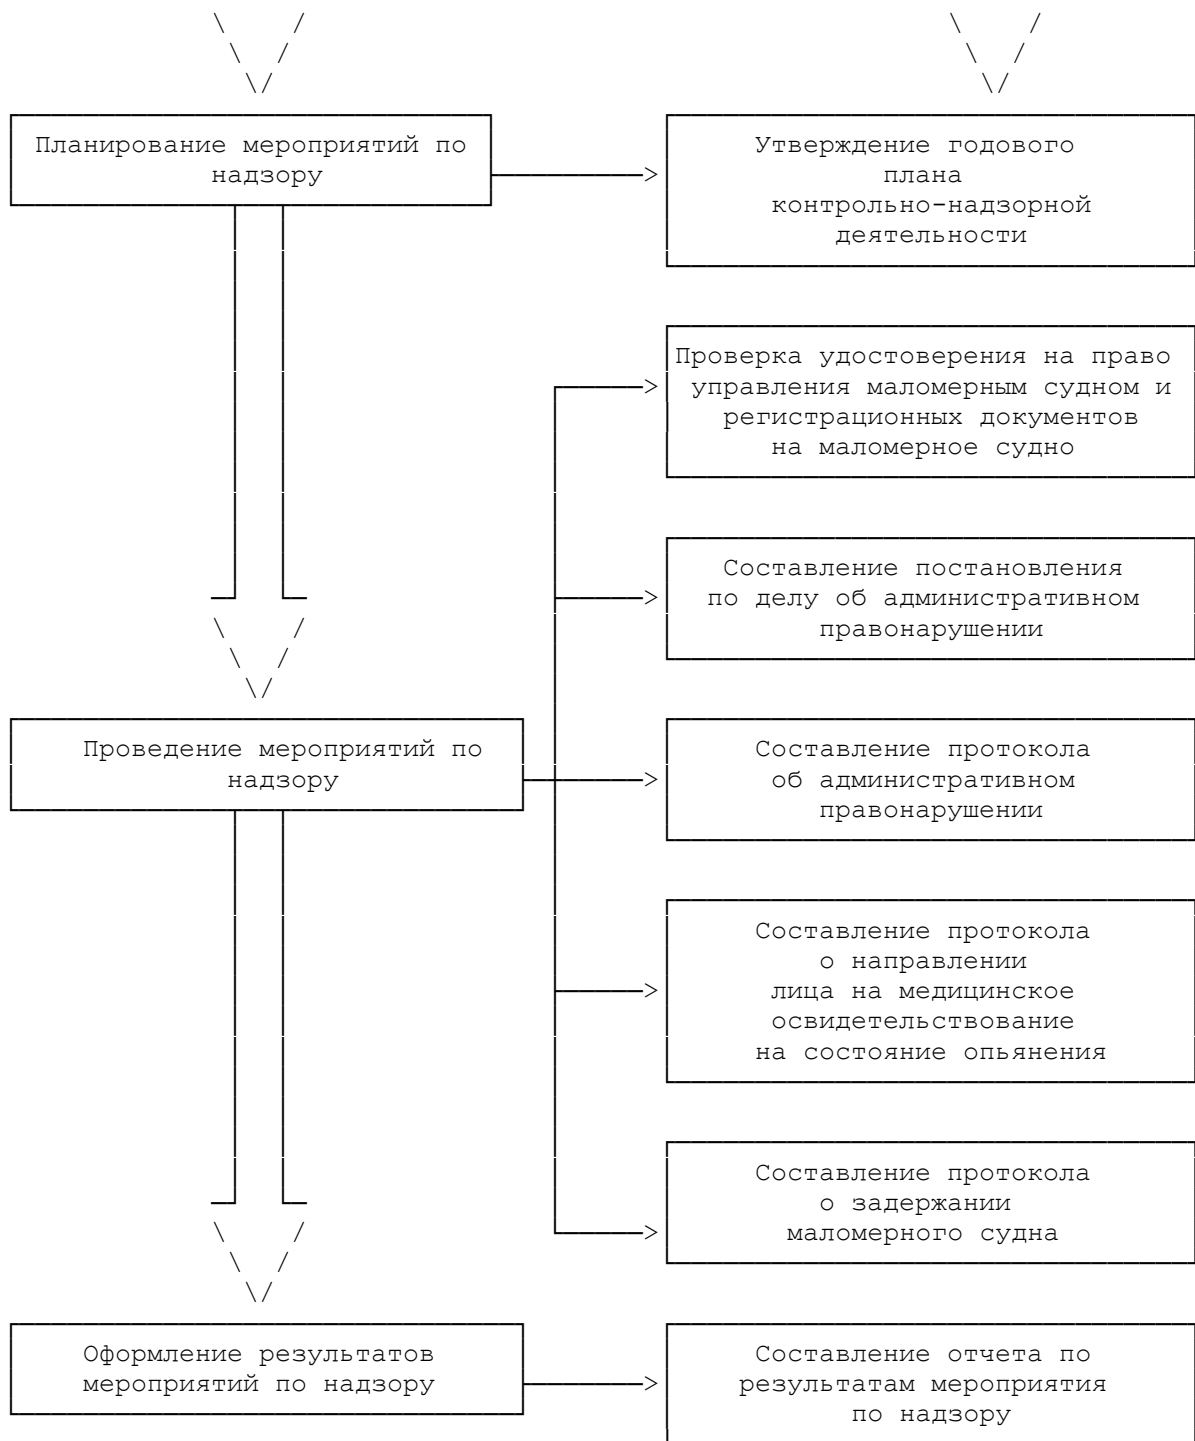 Планирование мероприятий по
надзору
Утверждение годового
плана
контрольно-надзорной
деятельности
Проверка удостоверения на право
управления маломерным судном и
регистрационных документов
на маломерное судно
Составление постановления
по делу об административном
правонарушении
Проведение мероприятий по
надзору
Составление протокола
об административном
правонарушении
Составление протокола
о направлении
лица на медицинское
освидетельствование
на состояние опьянения
Составление протокола
о задержании
маломерного судна
Оформление результатов
мероприятий по надзору
Составление отчета по
результатам мероприятия
по надзору